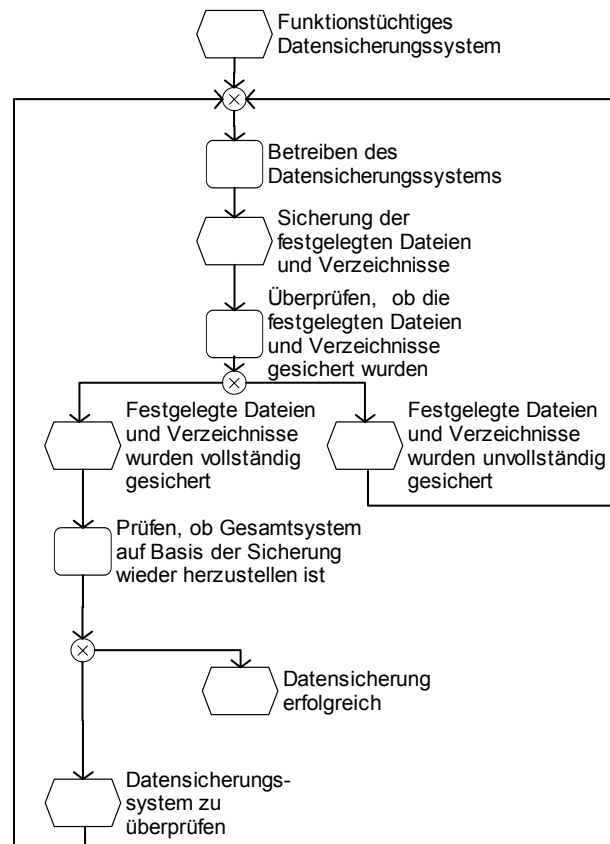 Funktionstüchtiges
Datensicherungssystem
Betreiben des
Datensicherungssystems
Sicherung der
festgelegten Dateien
und Verzeichnisse
Überprüfen, ob die
festgelegten Dateien
und Verzeichnisse
gesichert wurden
Festgelegte Dateien
und Verzeichnisse
wurden vollständig
gesichert
Festgelegte Dateien
und Verzeichnisse
wurden unvollständig
gesichert
Prüfen, ob Gesamtsystem
auf Basis der Sicherung
wieder herzustellen ist
Datensicherung
erfolgreich
Datensicherungs-
system zu
überprüfen